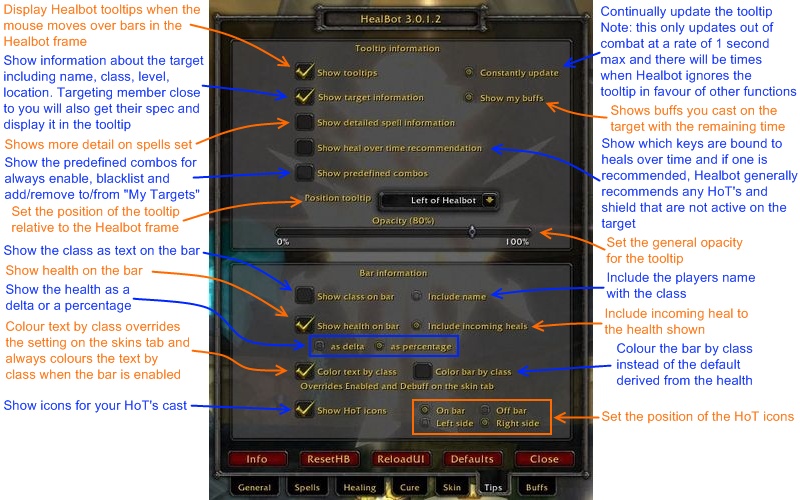 Display Healbot tooltips when the
mouse moves over bars in the
Healbot frame
Show information about the target
including name, class, level,
location. Targeting member close
to you will also get their spec and
display it in the tooltip
Shows more detail on spells set
Show the predefined combos for
always enable, blacklist and
add/remove to/from "My Targets"
Set the position of the tooltip
relative to the Healbot frame
Show the class as text on the bar
Show health on the bar
Show the health as a
delta or a percentage
Colour text by class overrides
the setting on the skins tab and
always colours the text by
class when the bar is enabled
Show icons for your HoT's cast
HealBot 3.0.1.2
Tooltip information
Show tooltips
Constantly update
Show target information
Show my buffs
Show detailed spell information
Show heal over time recommendation
Show predefined combos
Position tooltip
Left of Healbot
Opacity (80%)
0%
100%
Bar information
Show class on bar
Include name
Show health on bar
Include incoming heals
as delta
as percentage
Color text by class
Color bar by class
Overrides Enabled and Debuff on the skin tab
Show HoT icons
On bar
Off bar
Left side
Right side
Info
ResetHB
ReloadUI
Defaults
Close
General
Spells
Healing
Cure
Skin
Tips
Buffs
Continually update the tooltip
Note: this only updates out of
combat at a rate of 1 second
max and there will be times
when Healbot ignores the
tooltip in favour of other functions
Shows buffs you cast on the
target with the remaining time
Show which keys are bound to
heals over time and if one is
recommended, Healbot generally
recommends any HoT's and
shield that are not active on the
target
Set the general opacity
for the tooltip
Include the players name
with the class
Include incoming heal to
the health shown
Colour the bar by class
instead of the default
derived from the health
Set the position of the HoT icons